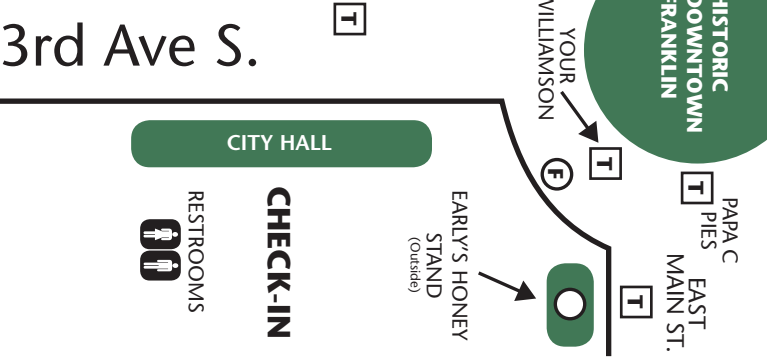 3rd Ave S.
T
YOUR
WILLIAMSON
HISTORIC
DOWNTOWN
FRANKLIN
T
F
T
PAPA C
PIES
CITY HALL
RESTROOMS
CHECK-IN
EARLY'S HONEY
STAND
(Outside)
T
EAST
MAIN ST.